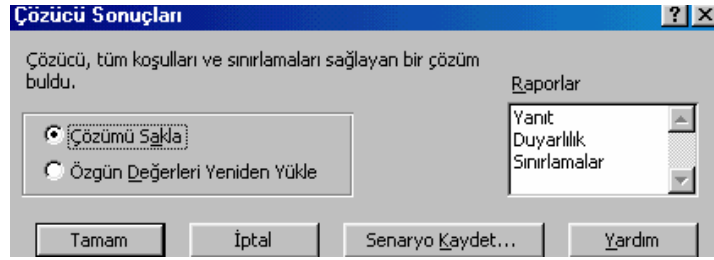 Çözücü Sonuçları
Çözücü, tüm koşulları ve sınırlamaları sağlayan bir çözüm
buldu.
Raporlar
Yanıt
Duyarlılık
Sınırlamalar
Çözümü Sakla
Özgün Değerleri Yeniden Yükle
Tamam
İptal
Senaryo Kaydet...
Yardım